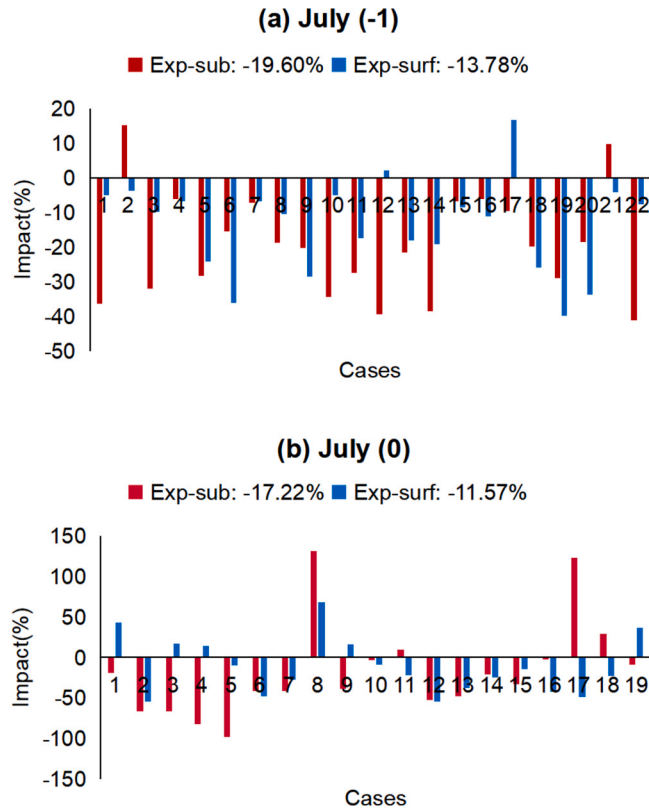 (a) July (-1)
Exp-sub: -19.60% Exp-surf: -13.78%
20
10
0
-10
-20
-30
-40
-50
Impact(%)
1 2 3 4 5 6 7 8 9 10 11 12 13 14 15 16 17 18 19 20 21 22
Cases
(b) July (0)
Exp-sub: -17.22% Exp-surf: -11.57%
150
100
50
0
-50
-100
-150
Impact(%)
1 2 3 4 5 6 7 8 9 10 11 12 13 14 15 16 17 18 19
Cases